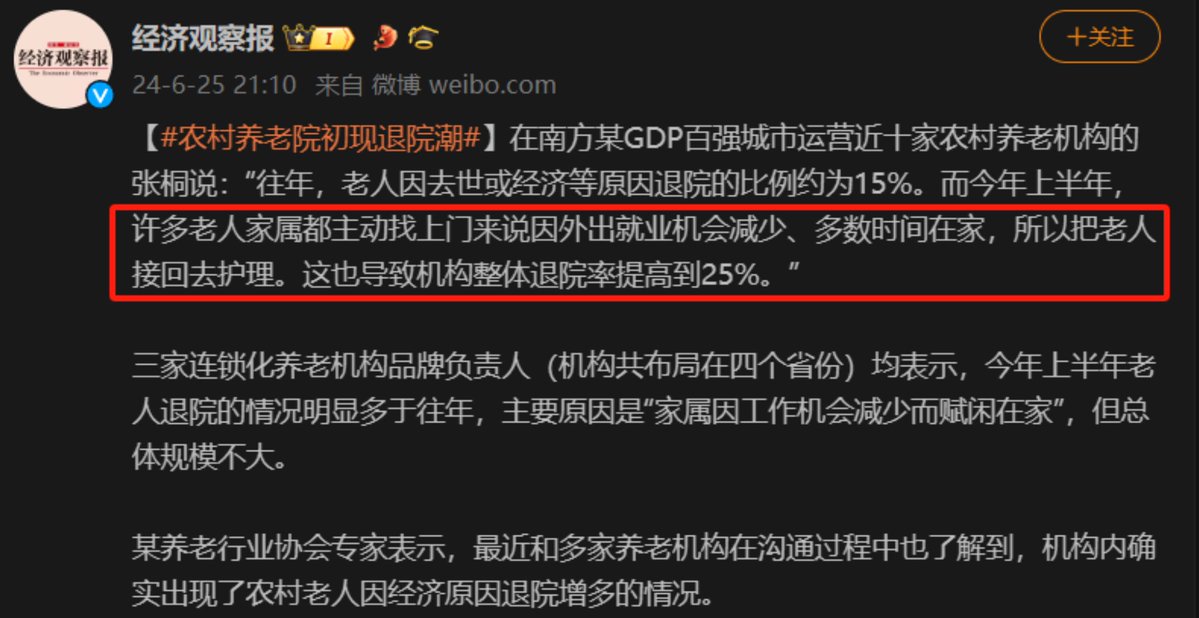 经济观察报
I
经济观察报
The Economic Observer
+关注
24-6-25 21:10 来自 微博 weibo.com
【#农村养老院初现退院潮#】在南方某GDP百强城市运营近十家农村养老机构的
张桐说：“往年，老人因去世或经济等原因退院的比例约为15%。而今年上半年，
许多老人家属都主动找上门来说因外出就业机会减少、多数时间在家，所以把老人
接回去护理。这也导致机构整体退院率提高到25%。”
三家连锁化养老机构品牌负责人（机构共布局在四个省份）均表示，今年上半年老
人退院的情况明显多于往年，主要原因是“家属因工作机会减少而赋闲在家”，但总
体规模不大。
某养老行业协会专家表示，最近和多家养老机构在沟通过程中也了解到，机构内确
实出现了农村老人因经济原因退院增多的情况。